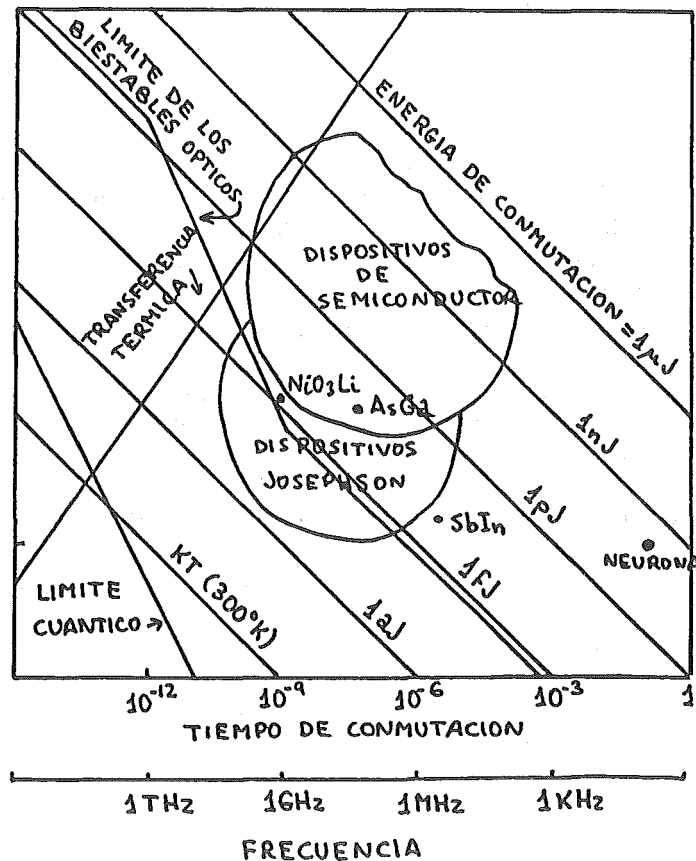 LIMITE DE LOS
BIESTABLES OPTICOS
ENERGIA DE CONMUTACION = 1μJ
TRANSFERENCIA
TERMICA
DISPOSITIVOS
DE
SEMICONDUCTOR
NiO₃Li
AsGa
DISPOSITIVOS
JOSEPHSON
1nJ
1pJ
SbIn
NEURONA
1fJ
1aJ
KT (300°K)
LIMITE
CUANTICO
10⁻¹² 10⁻⁹ 10⁻⁶ 10⁻³ 1
TIEMPO DE CONMUTACION
1THz 1GHz 1MHz 1KHz
FRECUENCIA